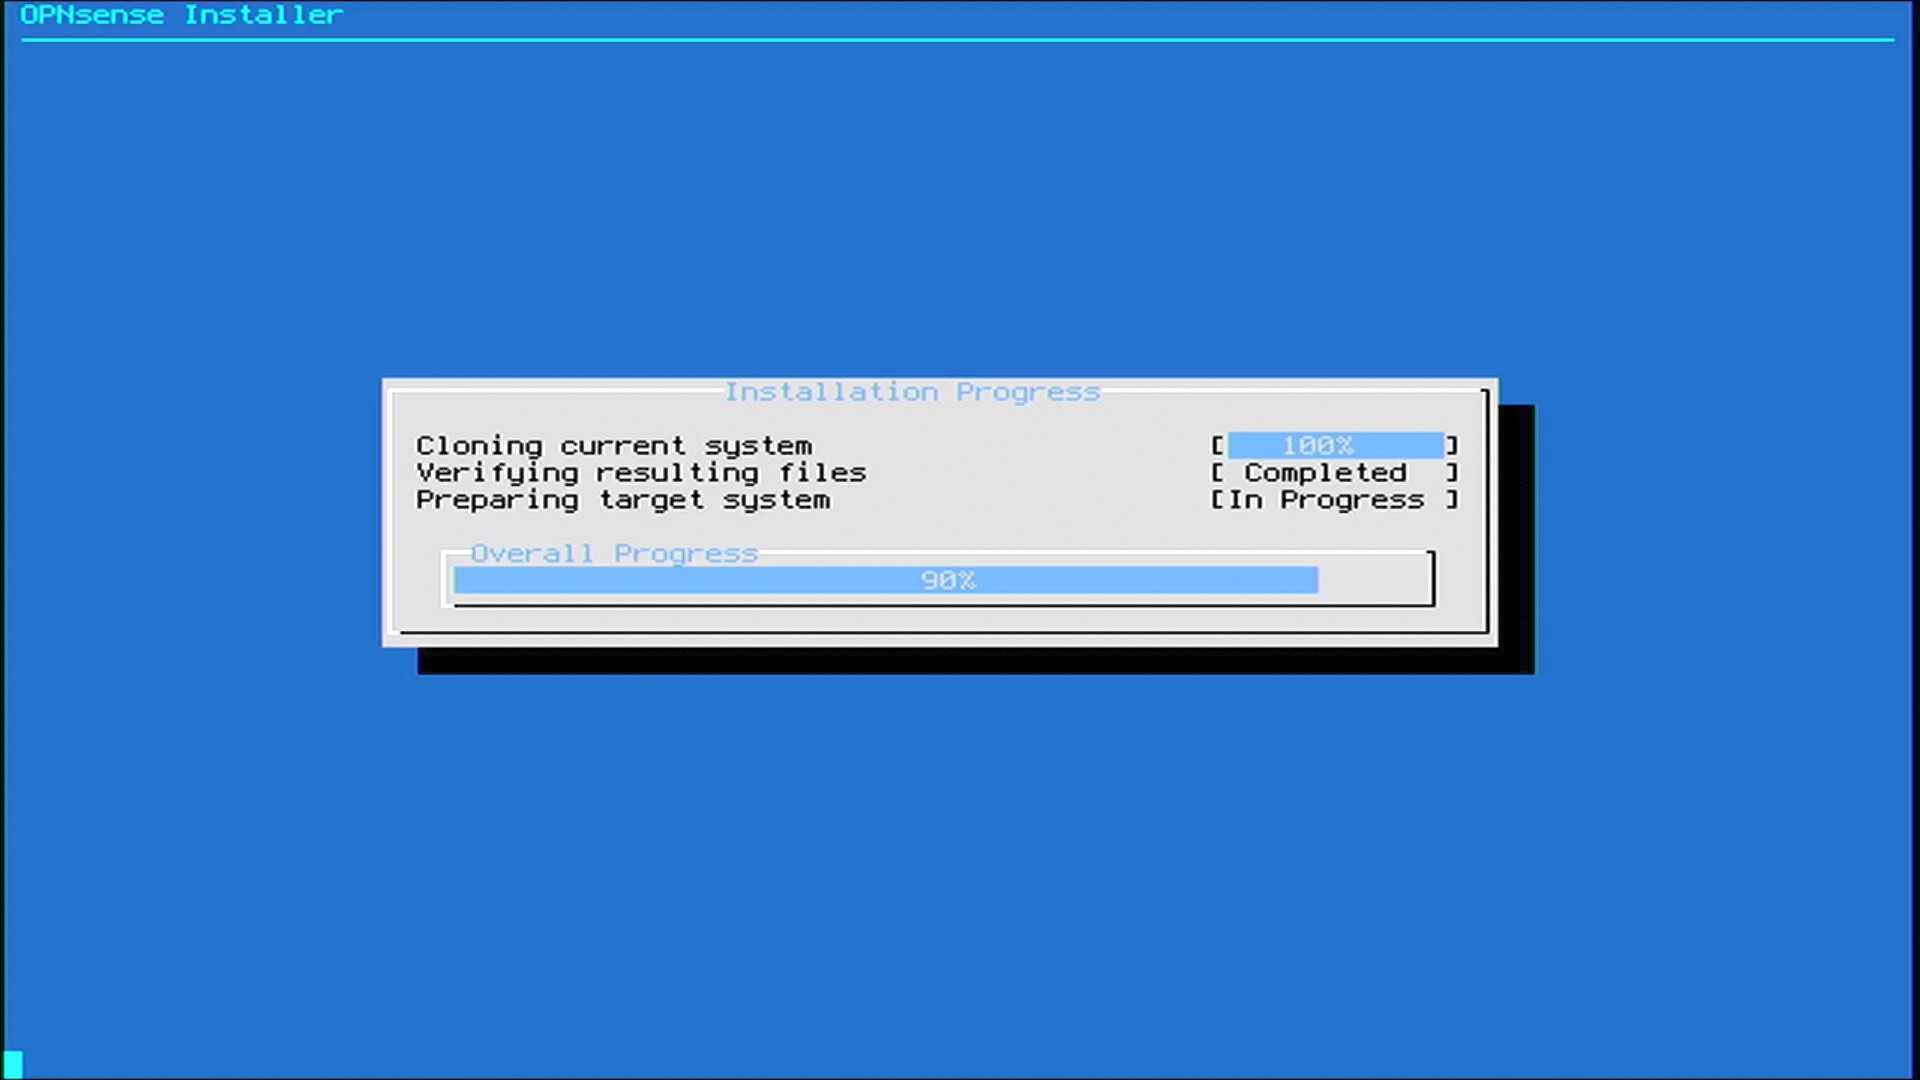 OPNsense Installer
Installation Progress
Cloning current system [ 100% ]
Verifying resulting files [ Completed ]
Preparing target system [In Progress ]
Overall Progress
90%